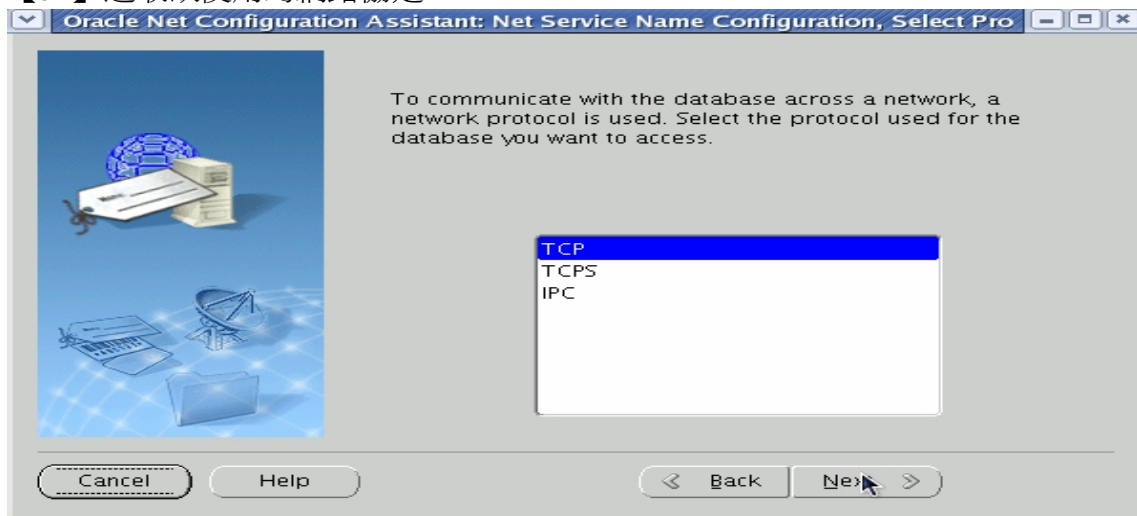 Oracle Net Configuration Assistant: Net Service Name Configuration, Select Pro
To communicate with the database across a network, a
network protocol is used. Select the protocol used for the
database you want to access.
TCP
TCPS
IPC
Cancel
Help
Back